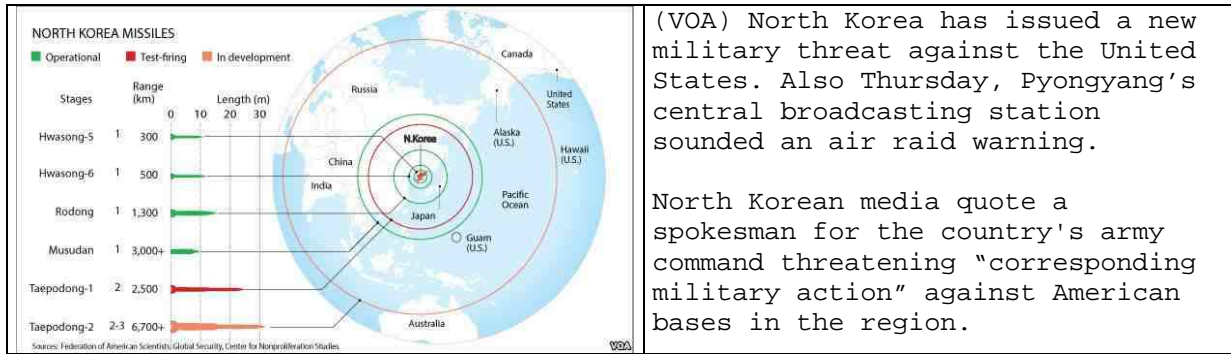 NORTH KOREA MISSILES
Operational Test-firing In development
Stages Range (km) Length (m)
0 10 20 30
Hwasong-5 1 300
Hwasong-6 1 500
Rodong 1 1,300
Musudan 1 3,000+
Taepodong-1 2 2,500
Taepodong-2 2-3 6,700+
Canada
Russia
United States
N.Korea
Alaska (U.S.)
Hawaii (U.S.)
China
India
Pacific Ocean
Japan
Guam (U.S.)
Australia
Sources: Federation of American Scientists, Global Security, Center for Nonproliferation Studies
VOA
(VOA) North Korea has issued a new
military threat against the United
States. Also Thursday, Pyongyang’s
central broadcasting station
sounded an air raid warning.
North Korean media quote a
spokesman for the country's army
command threatening “corresponding
military action” against American
bases in the region.